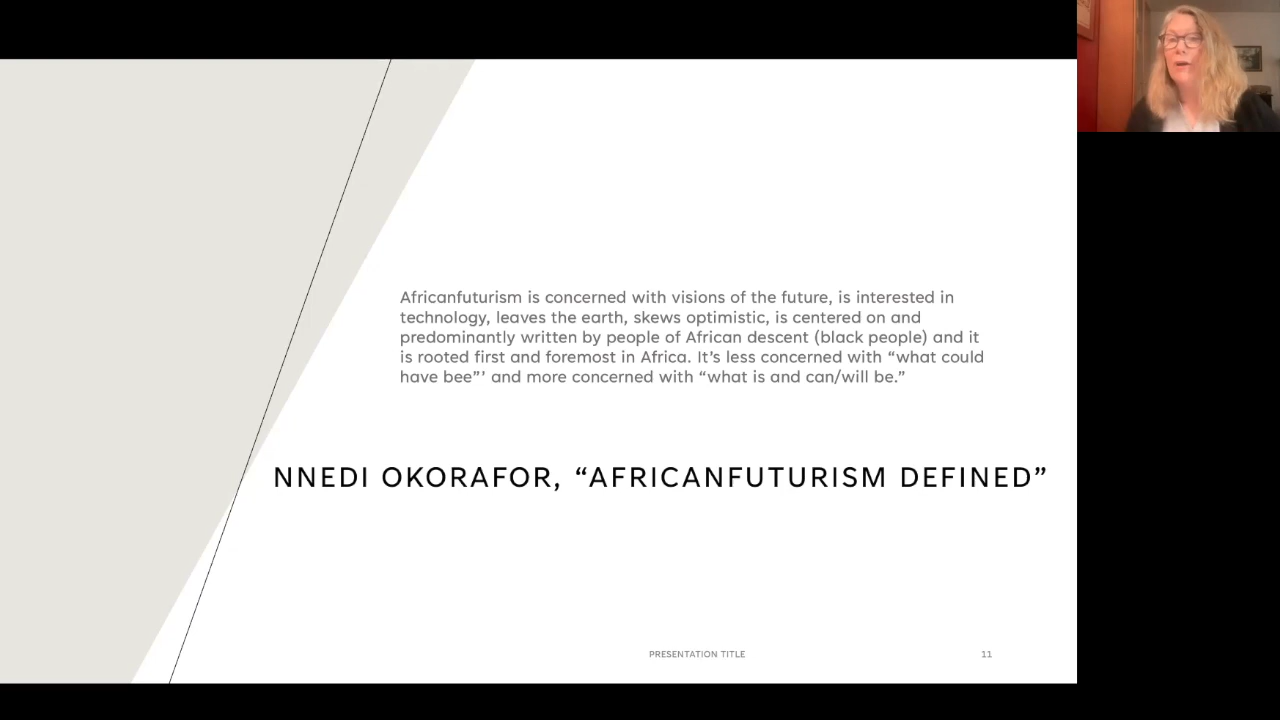 Africanfuturism is concerned with visions of the future, is interested in
technology, leaves the earth, skews optimistic, is centered on and
predominantly written by people of African descent (black people) and it
is rooted first and foremost in Africa. It’s less concerned with “what could
have bee”’ and more concerned with “what is and can/will be.”
NNEDI OKORAFOR, “AFRICANFUTURISM DEFINED”
PRESENTATION TITLE
11